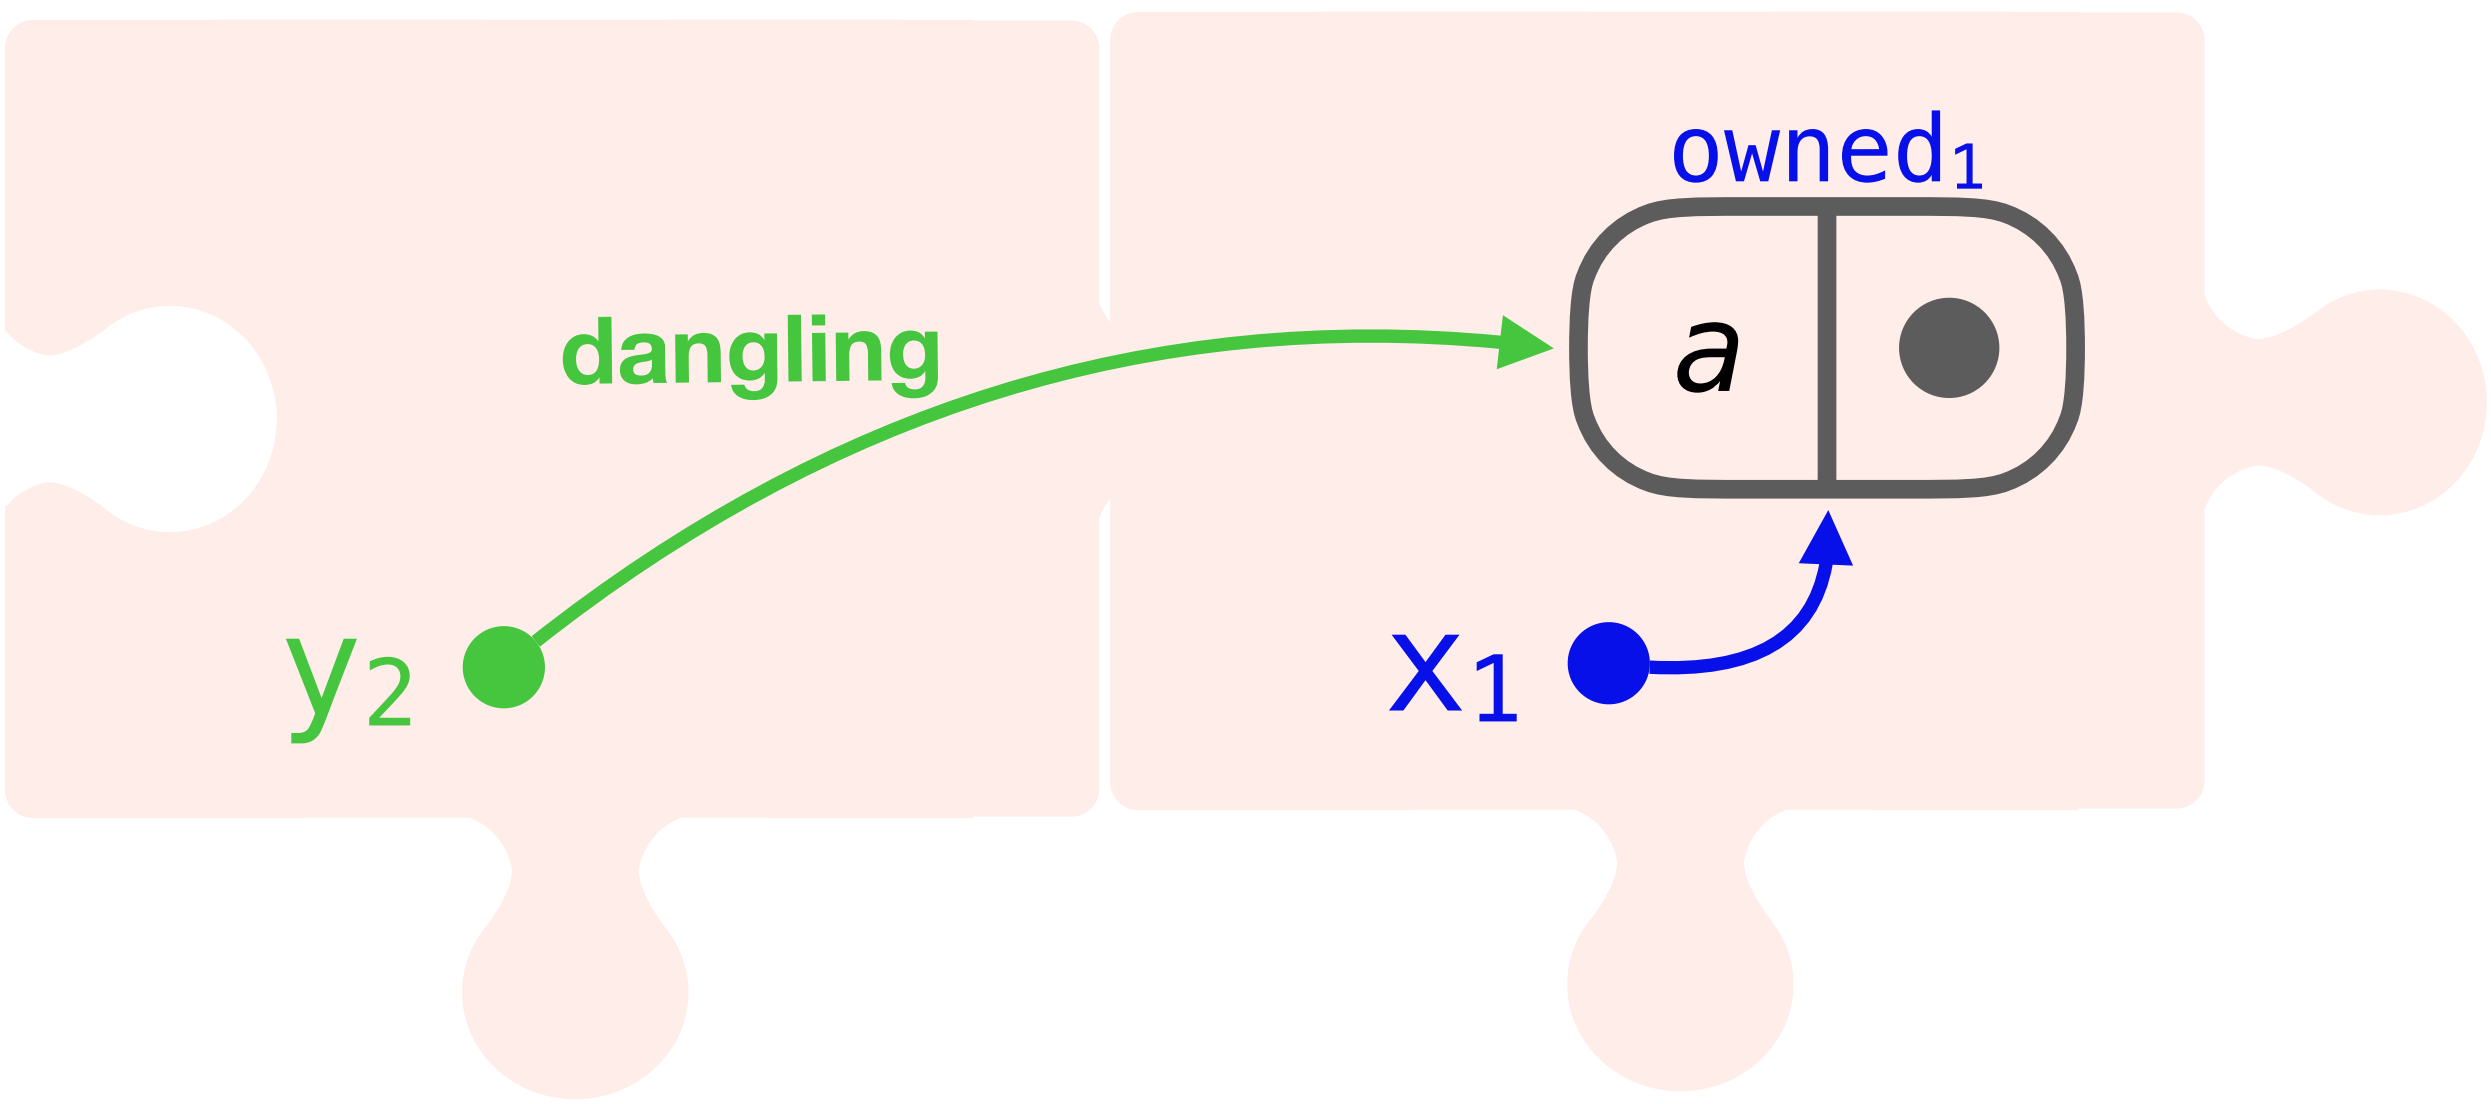 owned₁
dangling
a
y₂
x₁